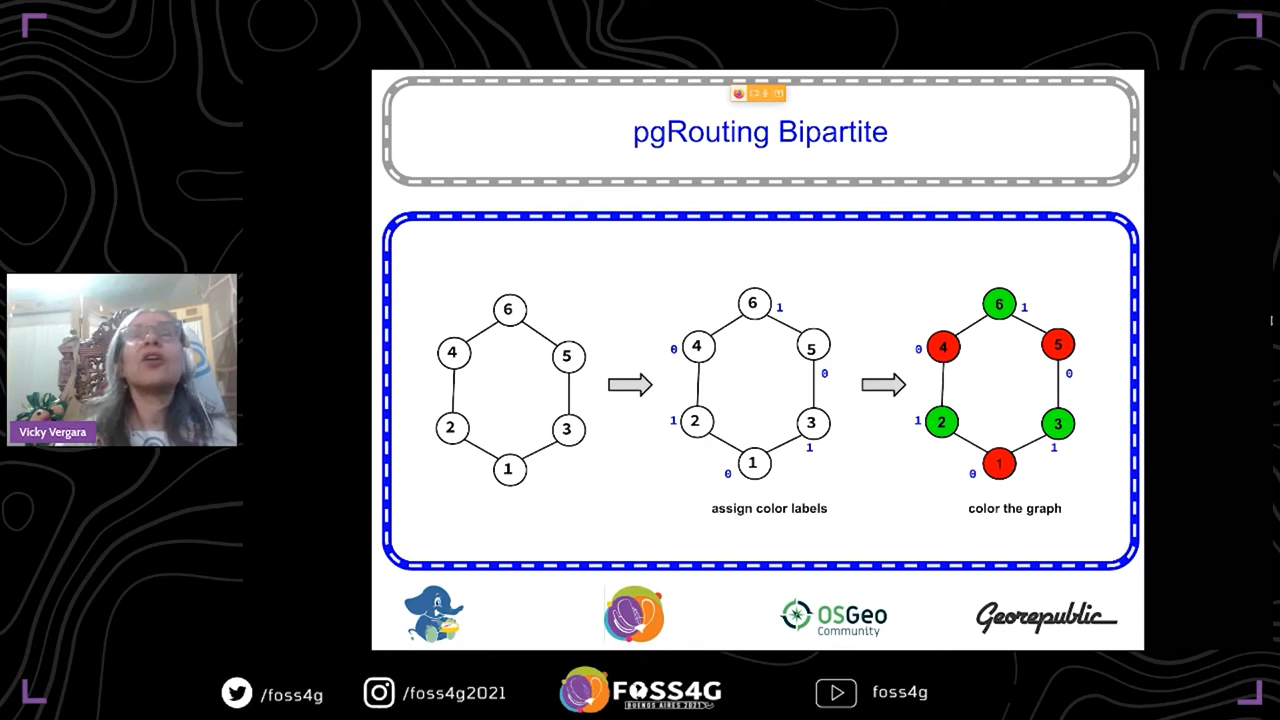 pgRouting Bipartite
6
4
5
2
3
1
6
1
0
4
5
0
1
2
3
1
0
1
assign color labels
6
1
0
4
5
0
1
2
3
1
0
1
color the graph
Vicky Vergara
OSGeo
Community
Georepublic
/foss4g
/foss4g2021
FOSS4G
BUENOS AIRES 2021
foss4g